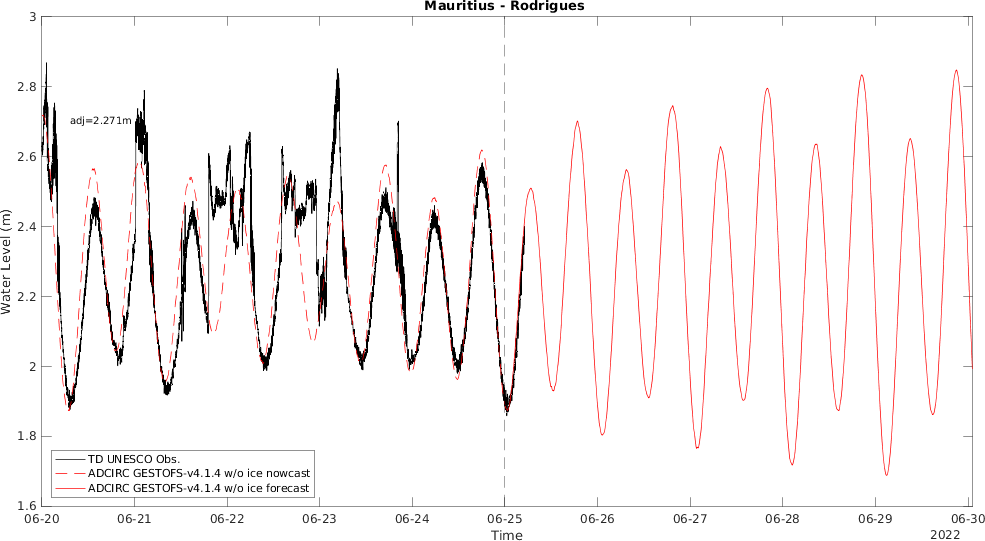 Mauritius - Rodrigues
3
2.8
adj=2.271m
2.6
2.4
Water Level (m)
2.2
2
1.8
TD UNESCO Obs.
ADCIRC GESTOFS-v4.1.4 w/o ice nowcast
ADCIRC GESTOFS-v4.1.4 w/o ice forecast
1.6
06-20 06-21 06-22 06-23 06-24 06-25 06-26 06-27 06-28 06-29 06-30
Time
2022